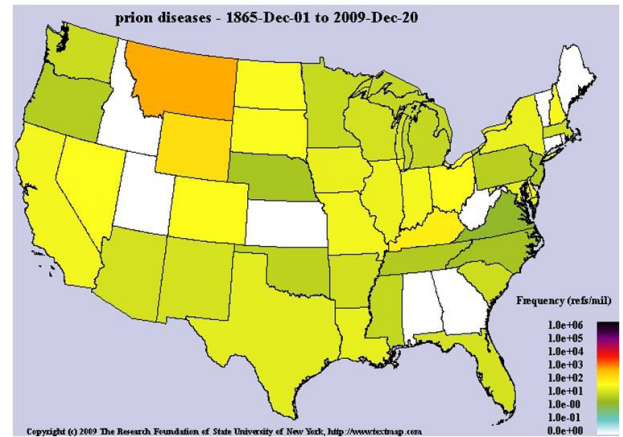 prion diseases - 1865-Dec-01 to 2009-Dec-20
Frequency (refs/mil)
1.0e+06
1.0e+05
1.0e+04
1.0e+03
1.0e+02
1.0e+01
1.0e-00
1.0e-01
0.0e+00
Copyright (c) 2009 The Research Foundation of State University of New York, http://www.textmap.com